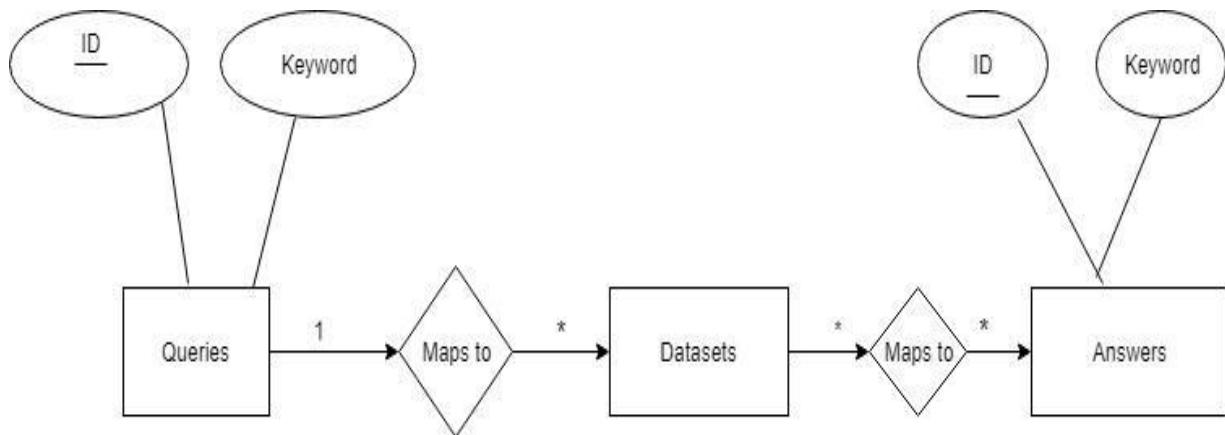 ID
Keyword
ID
Keyword
Queries
1
Maps to
*
Datasets
*
Maps to
*
Answers